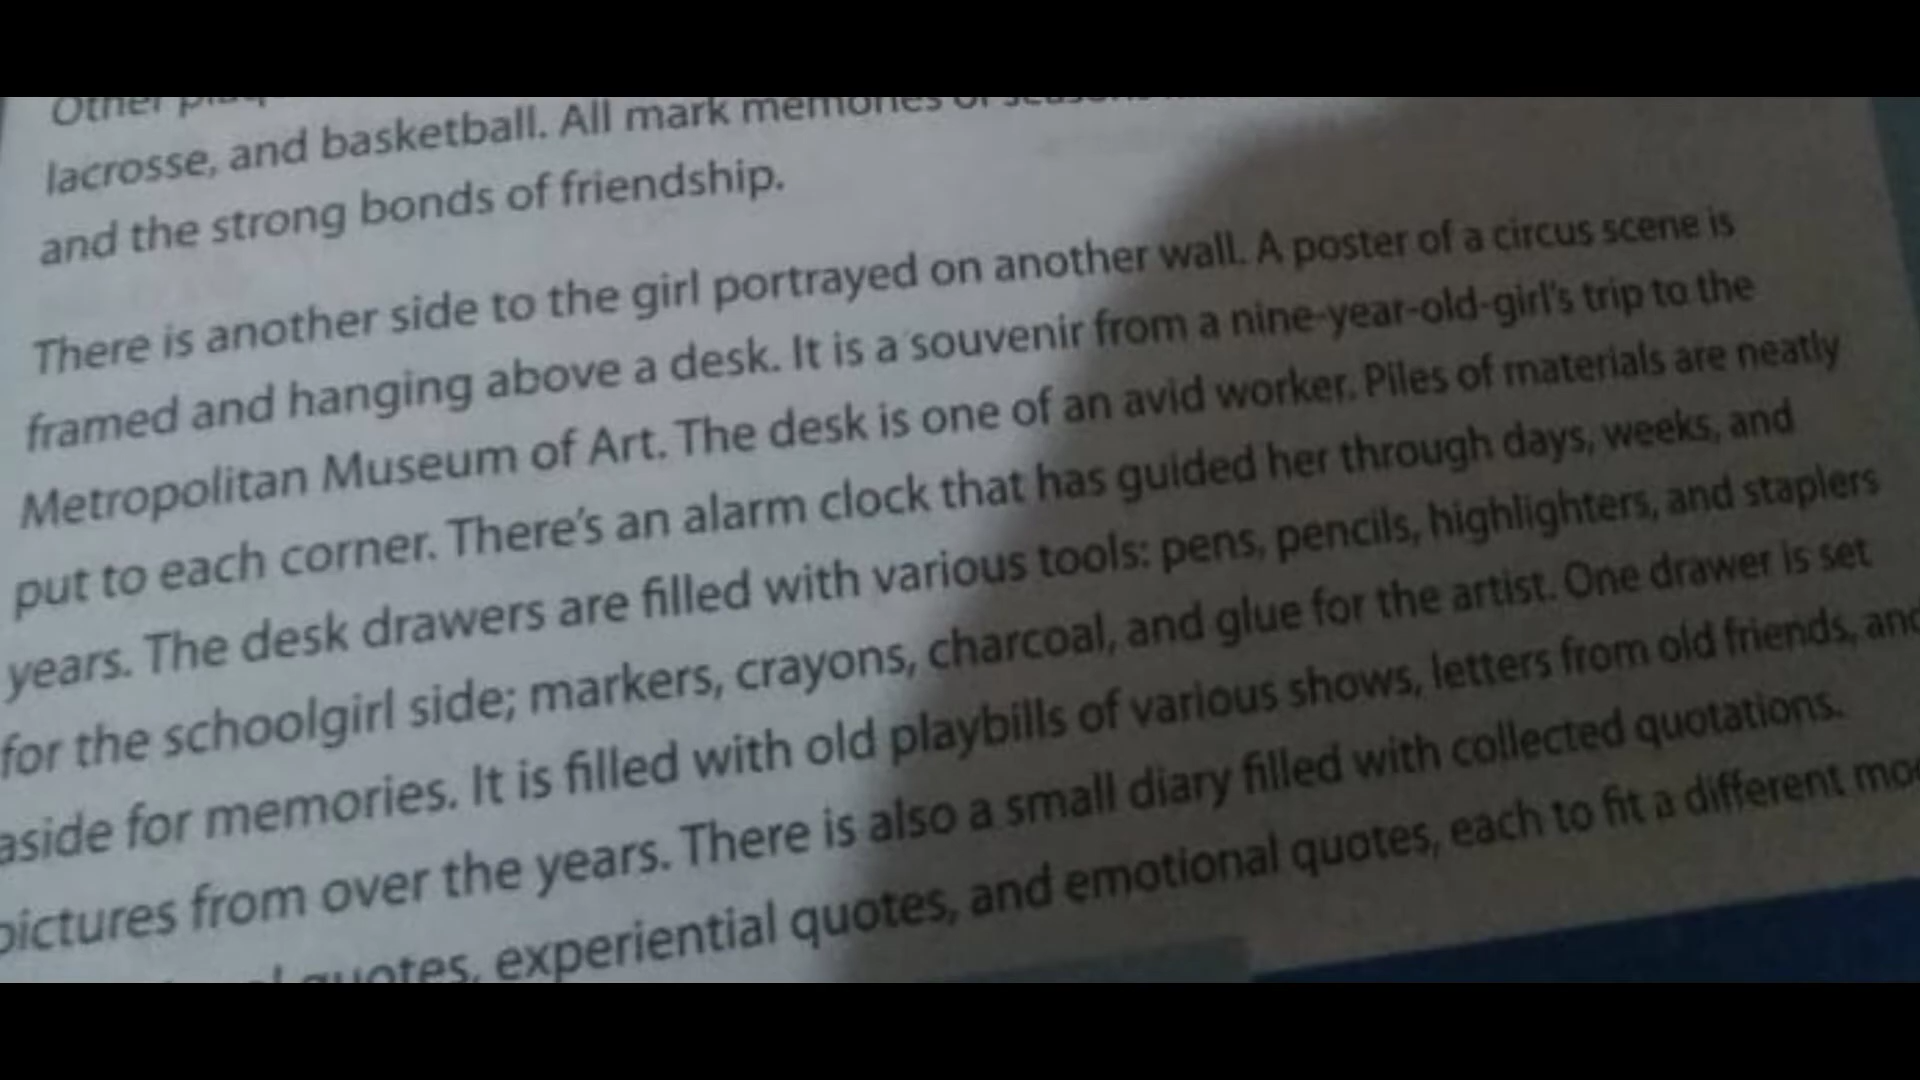 Other
lacrosse, and basketball. All mark memories of
and the strong bonds of friendship.
There is another side to the girl portrayed on another wall. A poster of a circus scene is
framed and hanging above a desk. It is a souvenir from a nine-year-old-girl's trip to the
Metropolitan Museum of Art. The desk is one of an avid worker. Piles of materials are neatly
put to each corner. There's an alarm clock that has guided her through days, weeks, and
years. The desk drawers are filled with various tools: pens, pencils, highlighters, and staplers
for the schoolgirl side; markers, crayons, charcoal, and glue for the artist. One drawer is set
aside for memories. It is filled with old playbills of various shows, letters from old friends, and
pictures from over the years. There is also a small diary filled with collected quotations.
quotes, experiential quotes, and emotional quotes, each to fit a different